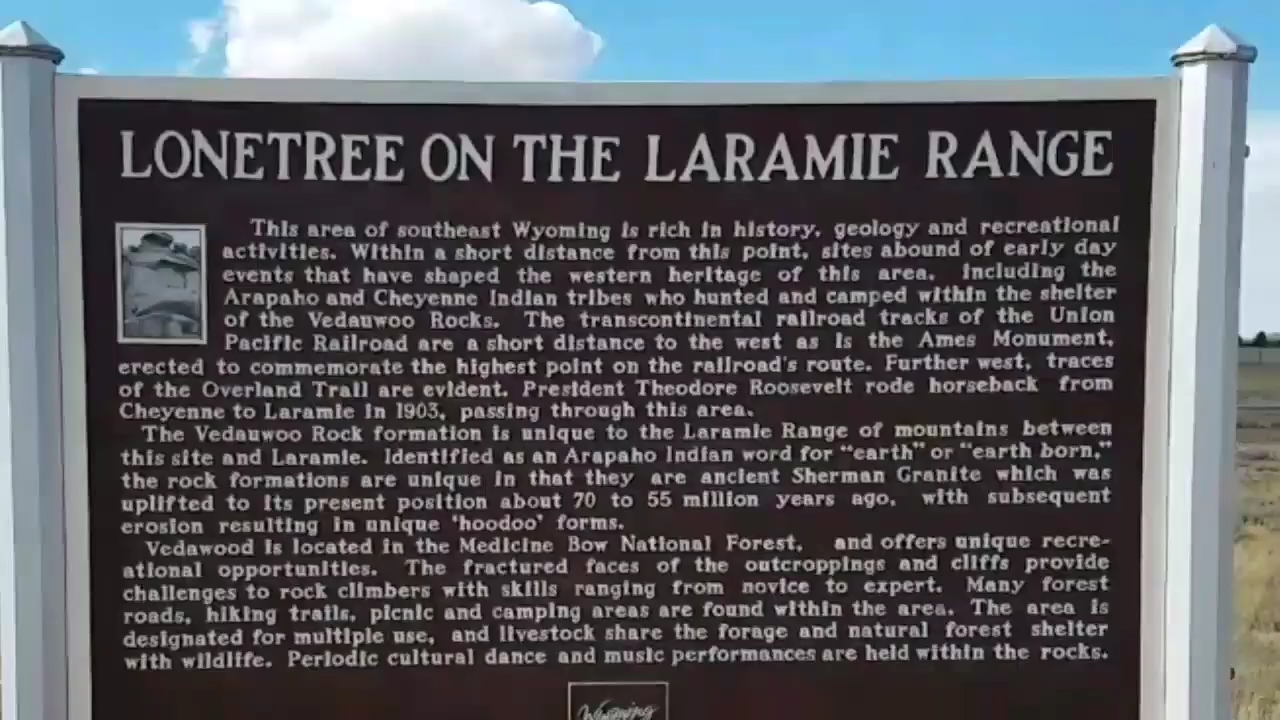 LONETREE ON THE LARAMIE RANGE
This area of southeast Wyoming is rich in history, geology and recreational
activities. Within a short distance from this point, sites abound of early day
events that have shaped the western heritage of this area, including the
Arapaho and Cheyenne Indian tribes who hunted and camped within the shelter
of the Vedauwoo Rocks. The transcontinental railroad tracks of the Union
Pacific Railroad are a short distance to the west as is the Ames Monument,
erected to commemorate the highest point on the railroad's route. Further west, traces
of the Overland Trail are evident. President Theodore Roosevelt rode horseback from
Cheyenne to Laramie in 1903, passing through this area.
The Vedauwoo Rock formation is unique to the Laramie Range of mountains between
this site and Laramie. Identified as an Arapaho Indian word for "earth" or "earth born,"
the rock formations are unique in that they are ancient Sherman Granite which was
uplifted to its present position about 70 to 55 million years ago, with subsequent
erosion resulting in unique 'hoodoo' forms.
Vedawood is located in the Medicine Bow National Forest, and offers unique recre-
ational opportunities. The fractured faces of the outcroppings and cliffs provide
challenges to rock climbers with skills ranging from novice to expert. Many forest
roads, hiking trails, picnic and camping areas are found within the area. The area is
designated for multiple use, and livestock share the forage and natural forest shelter
with wildlife. Periodic cultural dance and music performances are held within the rocks.
Wyoming